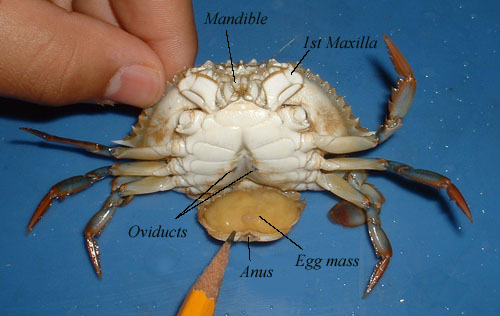 Mandible
1st Maxilla
Oviducts
Egg mass
Anus